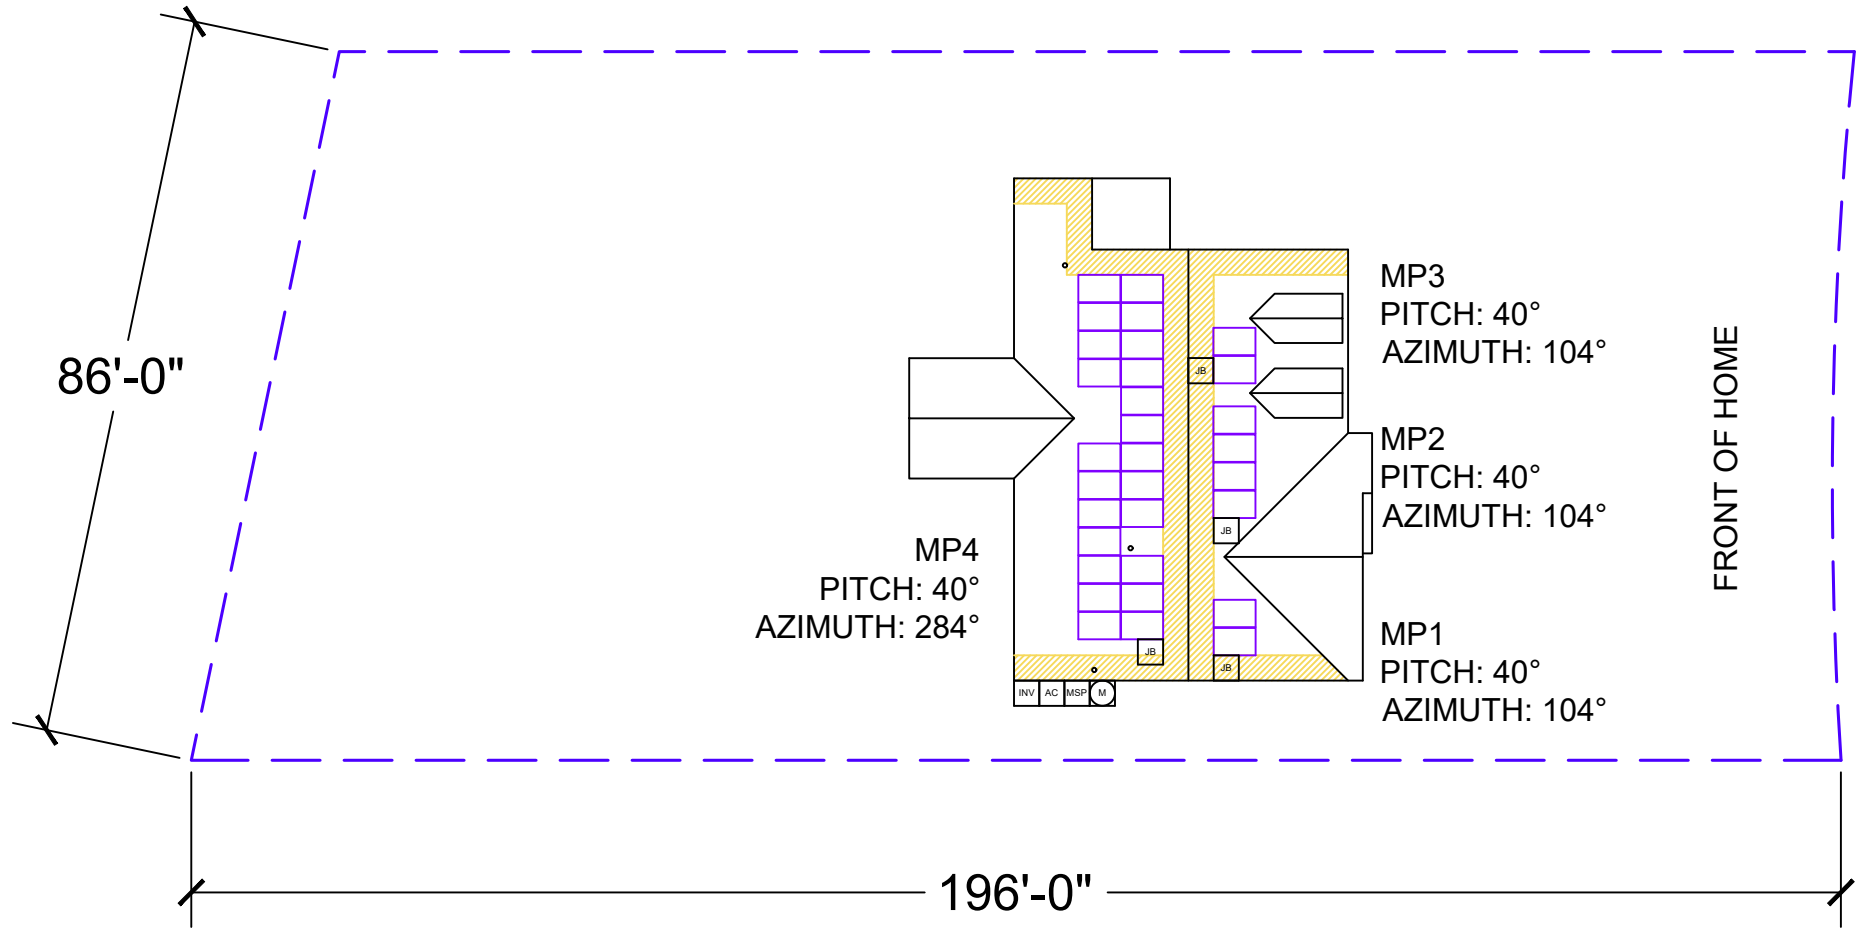 86'-0"
MP3
PITCH: 40°
AZIMUTH: 104°
JB
FRONT OF HOME
MP2
PITCH: 40°
AZIMUTH: 104°
JB
MP4
PITCH: 40°
AZIMUTH: 284°
MP1
PITCH: 40°
AZIMUTH: 104°
JB
JB
INV AC MSP M
196'-0"